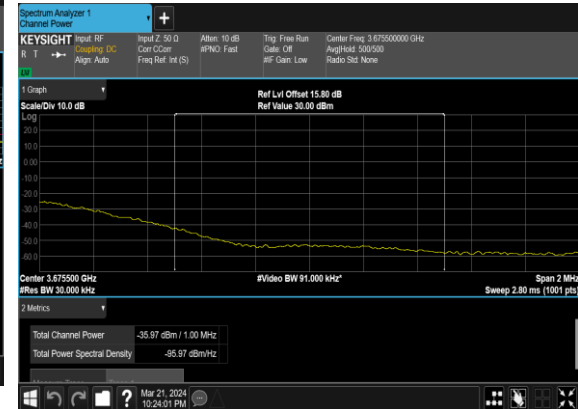 Spectrum Analyzer 1
Channel Power
+
KEYSIGHT Input: RF Input Z: 50 Ω Atten: 10 dB Trig: Free Run Center Freq: 3.675500000 GHz
R T Coupling: DC Corr CCorr #PNO: Fast Gate: Off Avg|Hold: 500/500
Align: Auto Freq Ref: Int (S) #IF Gain: Low Radio Std: None
1 Graph
Ref Lvl Offset 15.80 dB
Scale/Div 10.0 dB Ref Value 30.00 dBm
Log
20.0
10.0
0.00
-10.0
-20.0
-30.0
-40.0
-50.0
-60.0
Center 3.675500 GHz #Video BW 91.000 kHz* Span 2 MHz
#Res BW 30.000 kHz Sweep 2.80 ms (1001 pts)
2 Metrics
Total Channel Power -35.97 dBm / 1.00 MHz
Total Power Spectral Density -95.97 dBm/Hz
?
Mar 21, 2024
10:24:01 PM